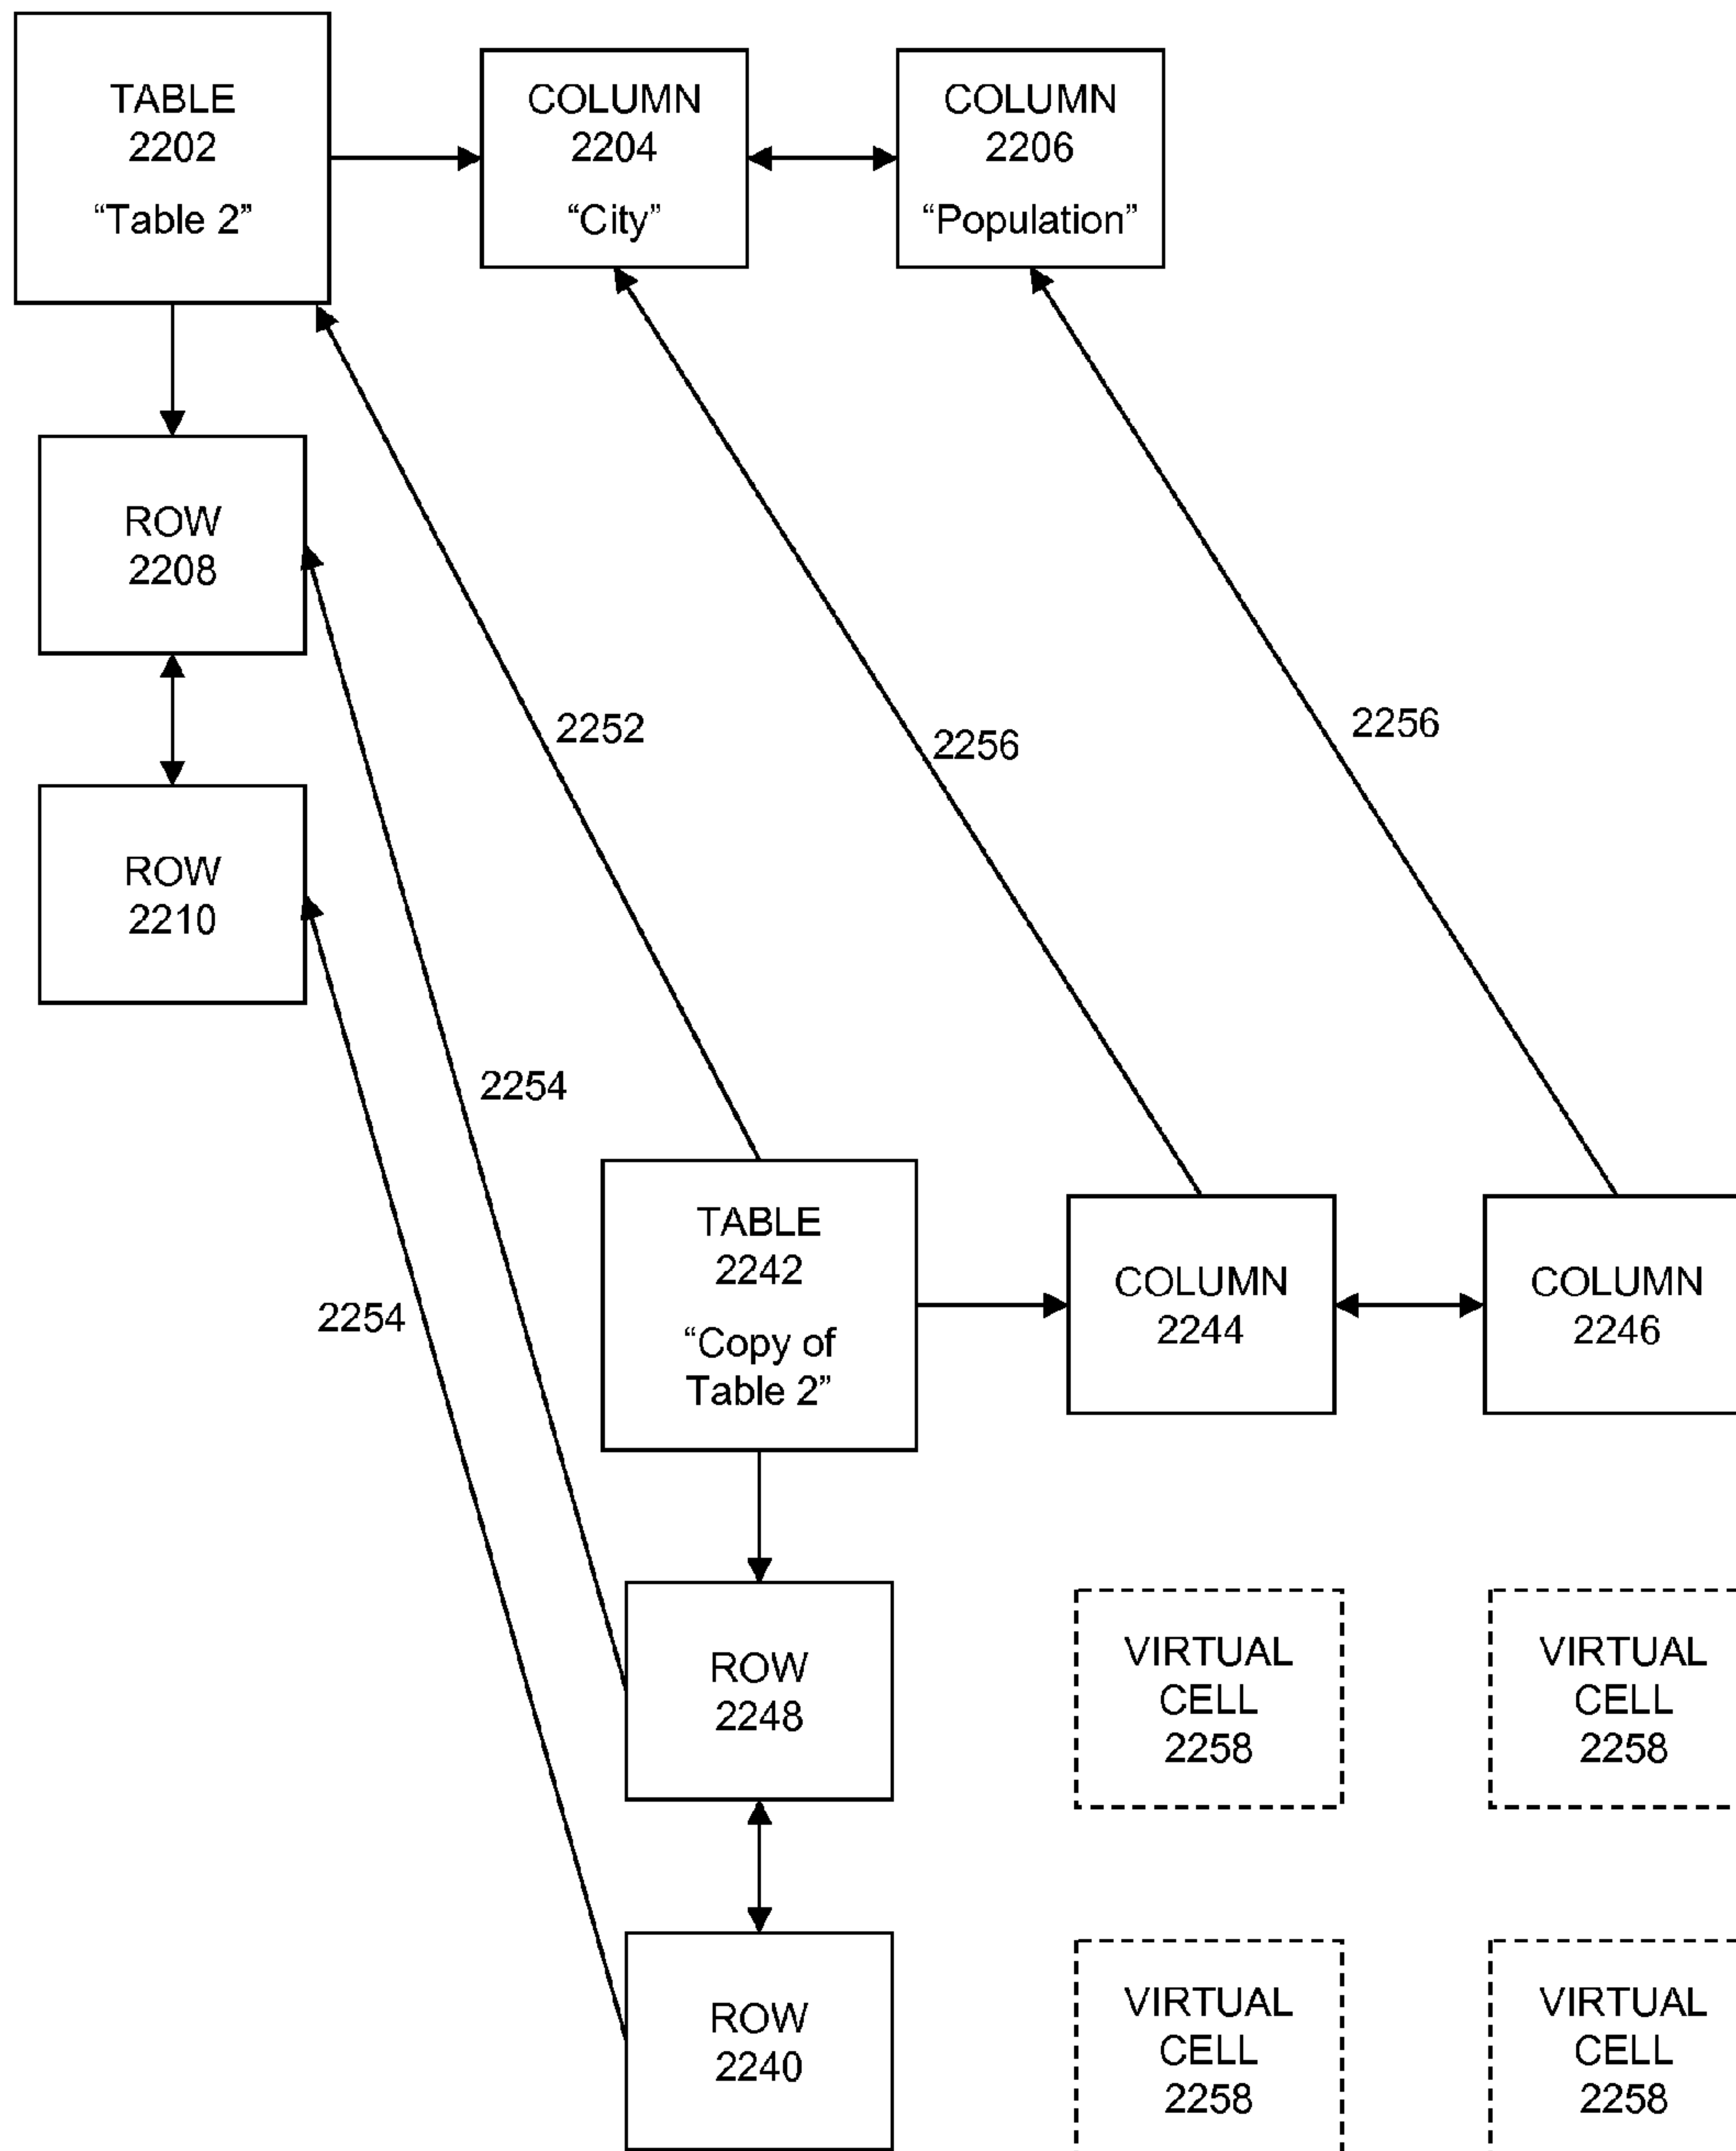 TABLE
2202
“Table 2”
COLUMN
2204
“City”
COLUMN
2206
“Population”
ROW
2208
2252
2256
2256
ROW
2210
2254
2254
TABLE
2242
“Copy of
Table 2”
COLUMN
2244
COLUMN
2246
ROW
2248
VIRTUAL
CELL
2258
VIRTUAL
CELL
2258
ROW
2240
VIRTUAL
CELL
2258
VIRTUAL
CELL
2258